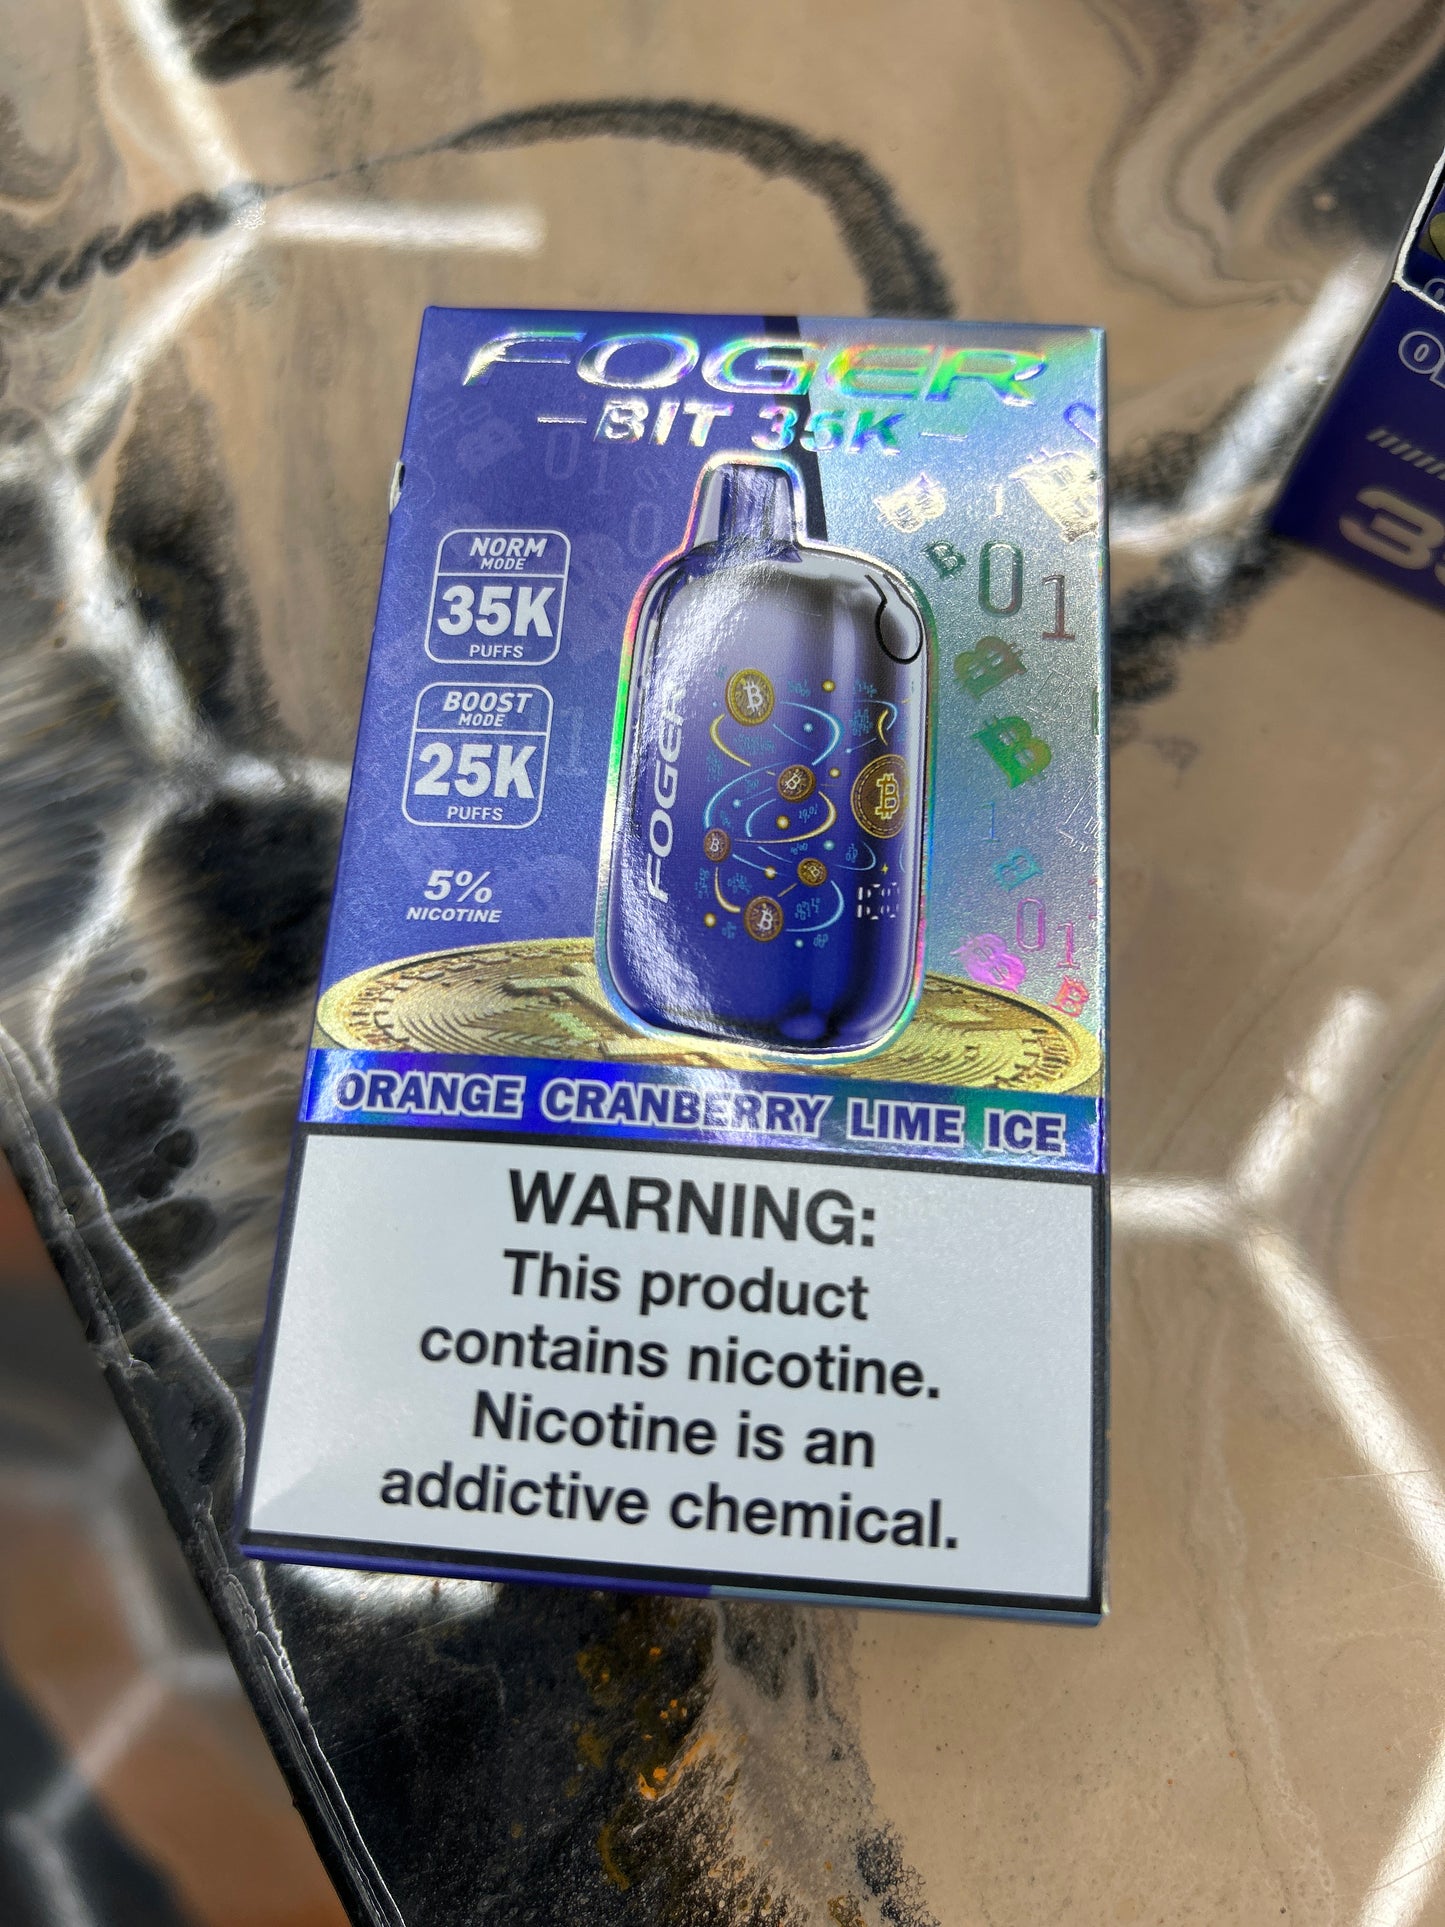 FOGER
BIT 35K
NORM
MODE
35K
PUFFS
BOOST
MODE
25K
PUFFS
5%
NICOTINE
FOGER
ORANGE CRANBERRY LIME ICE
WARNING:
This product
contains nicotine.
Nicotine is an
addictive chemical.